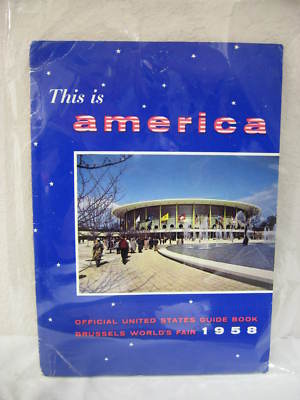 This is
america
OFFICIAL UNITED STATES GUIDE BOOK
BRUSSELS WORLD'S FAIR 1958